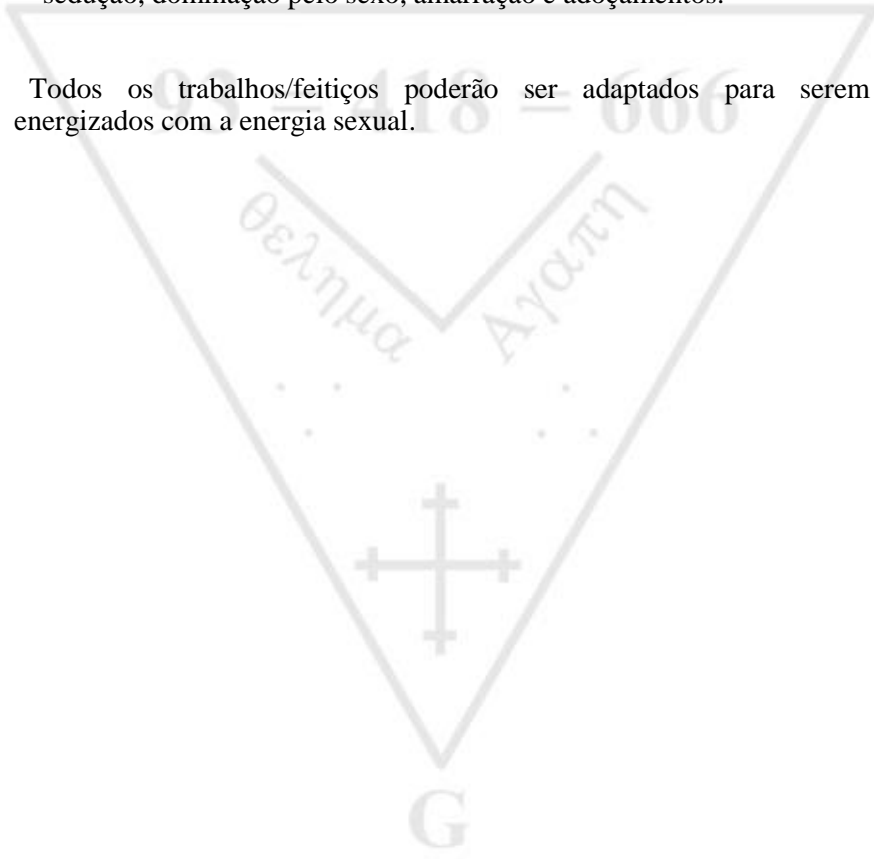 sedução, dominação pelo sexo, amarração e adoçamentos.
Todos os trabalhos/feitiços poderão ser adaptados para serem
energizados com a energia sexual.
93 = 418 = 666
θελημα
Αγαπη
G